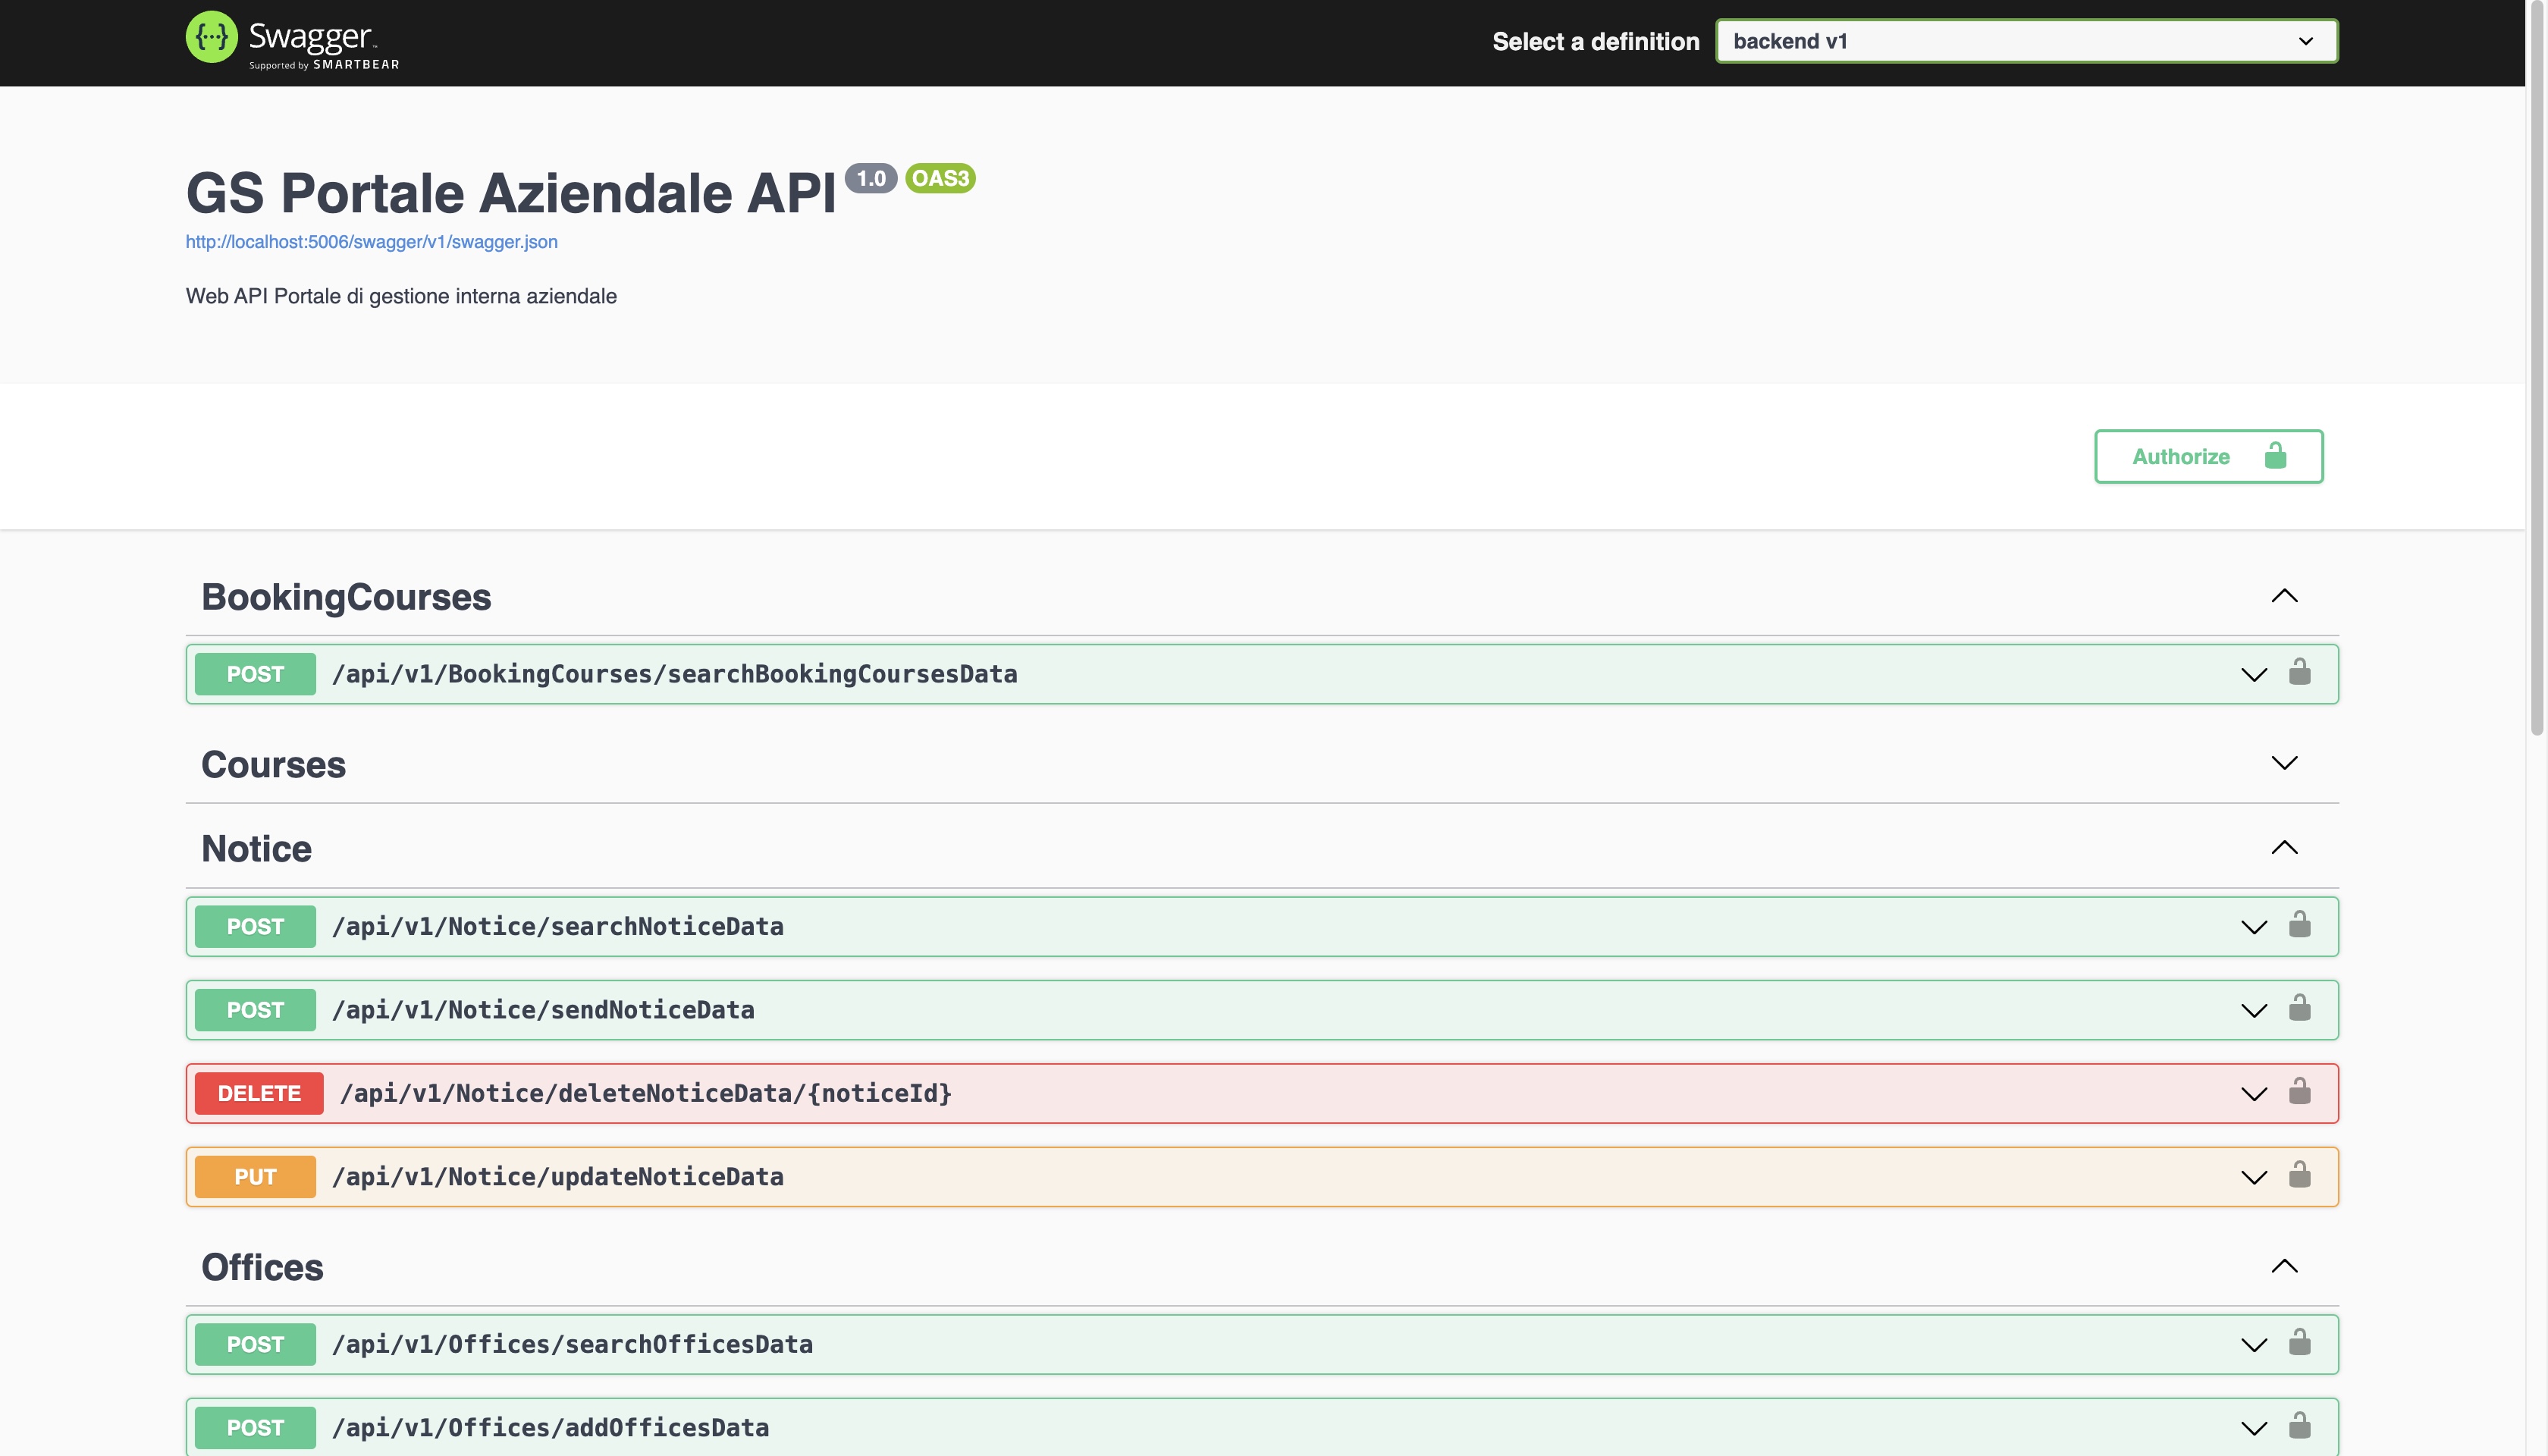 Swagger™
Supported by SMARTBEAR
Select a definition
backend v1
GS Portale Aziendale API 1.0 OAS3
http://localhost:5006/swagger/v1/swagger.json
Web API Portale di gestione interna aziendale
Authorize
BookingCourses
POST /api/v1/BookingCourses/searchBookingCoursesData
Courses
Notice
POST /api/v1/Notice/searchNoticeData
POST /api/v1/Notice/sendNoticeData
DELETE /api/v1/Notice/deleteNoticeData/{noticeId}
PUT /api/v1/Notice/updateNoticeData
Offices
POST /api/v1/Offices/searchOfficesData
POST /api/v1/Offices/addOfficesData